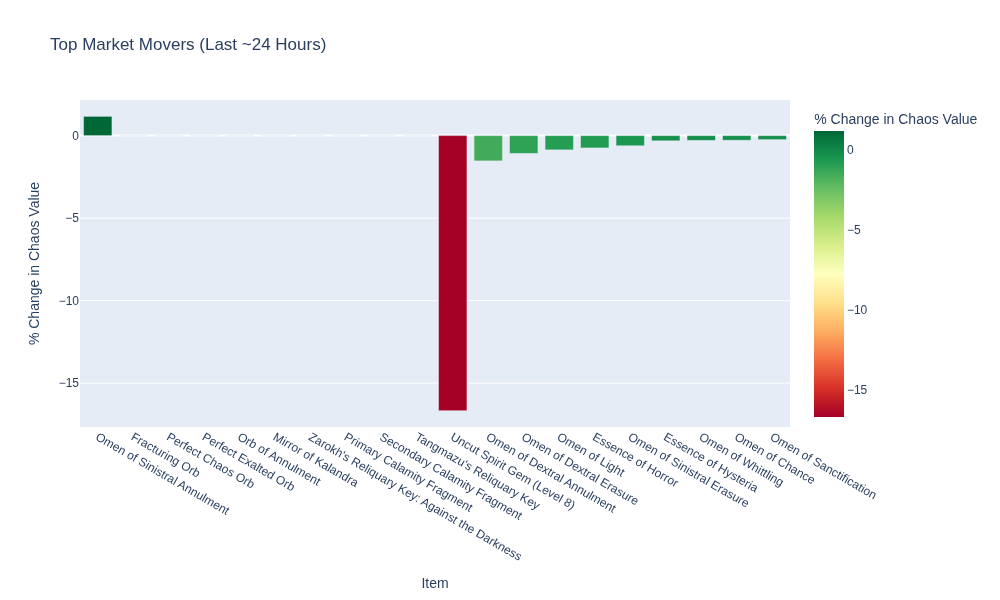 Top Market Movers (Last ~24 Hours)
% Change in Chaos Value
0
−5
−10
−15
% Change in Chaos Value
0
−5
−10
−15
Omen of Sinistral Annulment
Fracturing Orb
Perfect Chaos Orb
Perfect Exalted Orb
Orb of Annulment
Mirror of Kalandra
Zarokh's Reliquary Key: Against the Darkness
Primary Calamity Fragment
Secondary Calamity Fragment
Tangmazu's Reliquary Key
Uncut Spirit Gem (Level 8)
Omen of Dextral Annulment
Omen of Dextral Erasure
Omen of Light
Essence of Horror
Omen of Sinistral Erasure
Essence of Hysteria
Omen of Whittling
Omen of Chance
Omen of Sanctification
Item